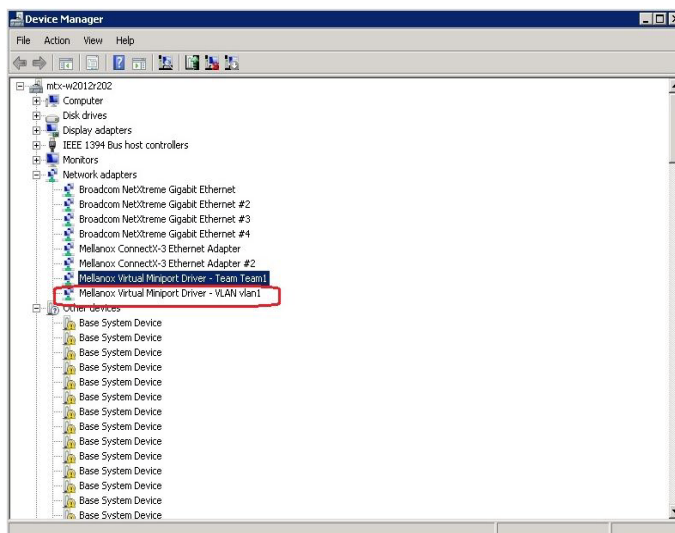 Device Manager
File Action View Help
mtx-w2012r202
Computer
Disk drives
Display adapters
IEEE 1394 Bus host controllers
Monitors
Network adapters
Broadcom NetXtreme Gigabit Ethernet
Broadcom NetXtreme Gigabit Ethernet #2
Broadcom NetXtreme Gigabit Ethernet #3
Broadcom NetXtreme Gigabit Ethernet #4
Mellanox ConnectX-3 Ethernet Adapter
Mellanox ConnectX-3 Ethernet Adapter #2
Mellanox Virtual Miniport Driver - Team Team1
Mellanox Virtual Miniport Driver - VLAN vlan1
Other devices
Base System Device
Base System Device
Base System Device
Base System Device
Base System Device
Base System Device
Base System Device
Base System Device
Base System Device
Base System Device
Base System Device
Base System Device
Base System Device
Base System Device